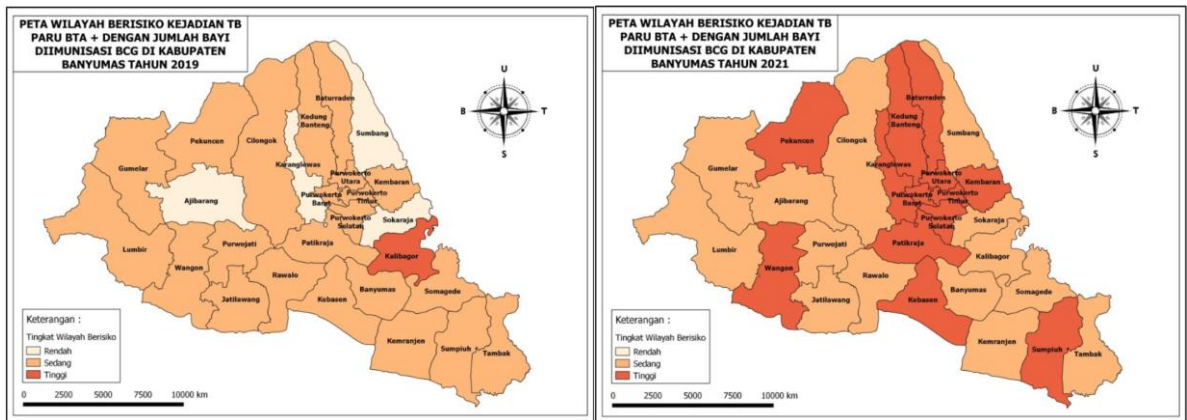 PETA WILAYAH BERISIKO KEJADIAN TB
PARU BTA + DENGAN JUMLAH BAYI
DIIMUNISASI BCG DI KABUPATEN
BANYUMAS TAHUN 2019
U
B
T
S
Baturraden
Kedung
Banteng
Sumbang
Pekuncen
Cilongok
Gumelar
Karanglewas
Purwokerto
Utara
Kembaran
Ajibarang
Purwokerto
Barat
Purwokerto
Timur
Purwokerto
Selatan
Sokaraja
Lumbir
Purwojati
Patikraja
Kalibagor
Wangon
Rawalo
Jatilawang
Kebasen
Banyumas
Somagede
Kemranjen
Sumpiuh
Tambak
Keterangan :
Tingkat Wilayah Berisiko
Rendah
Sedang
Tinggi
0 2500 5000 7500 10000 km
PETA WILAYAH BERISIKO KEJADIAN TB
PARU BTA + DENGAN JUMLAH BAYI
DIIMUNISASI BCG DI KABUPATEN
BANYUMAS TAHUN 2021
U
B
T
S
Baturraden
Kedung
Banteng
Sumbang
Pekuncen
Cilongok
Gumelar
Karanglewas
Purwokerto
Utara
Kembaran
Ajibarang
Purwokerto
Barat
Purwokerto
Timur
Purwokerto
Selatan
Sokaraja
Lumbir
Purwojati
Patikraja
Kalibagor
Wangon
Rawalo
Jatilawang
Kebasen
Banyumas
Somagede
Kemranjen
Sumpiuh
Tambak
Keterangan :
Tingkat Wilayah Berisiko
Rendah
Sedang
Tinggi
0 2500 5000 7500 10000 km